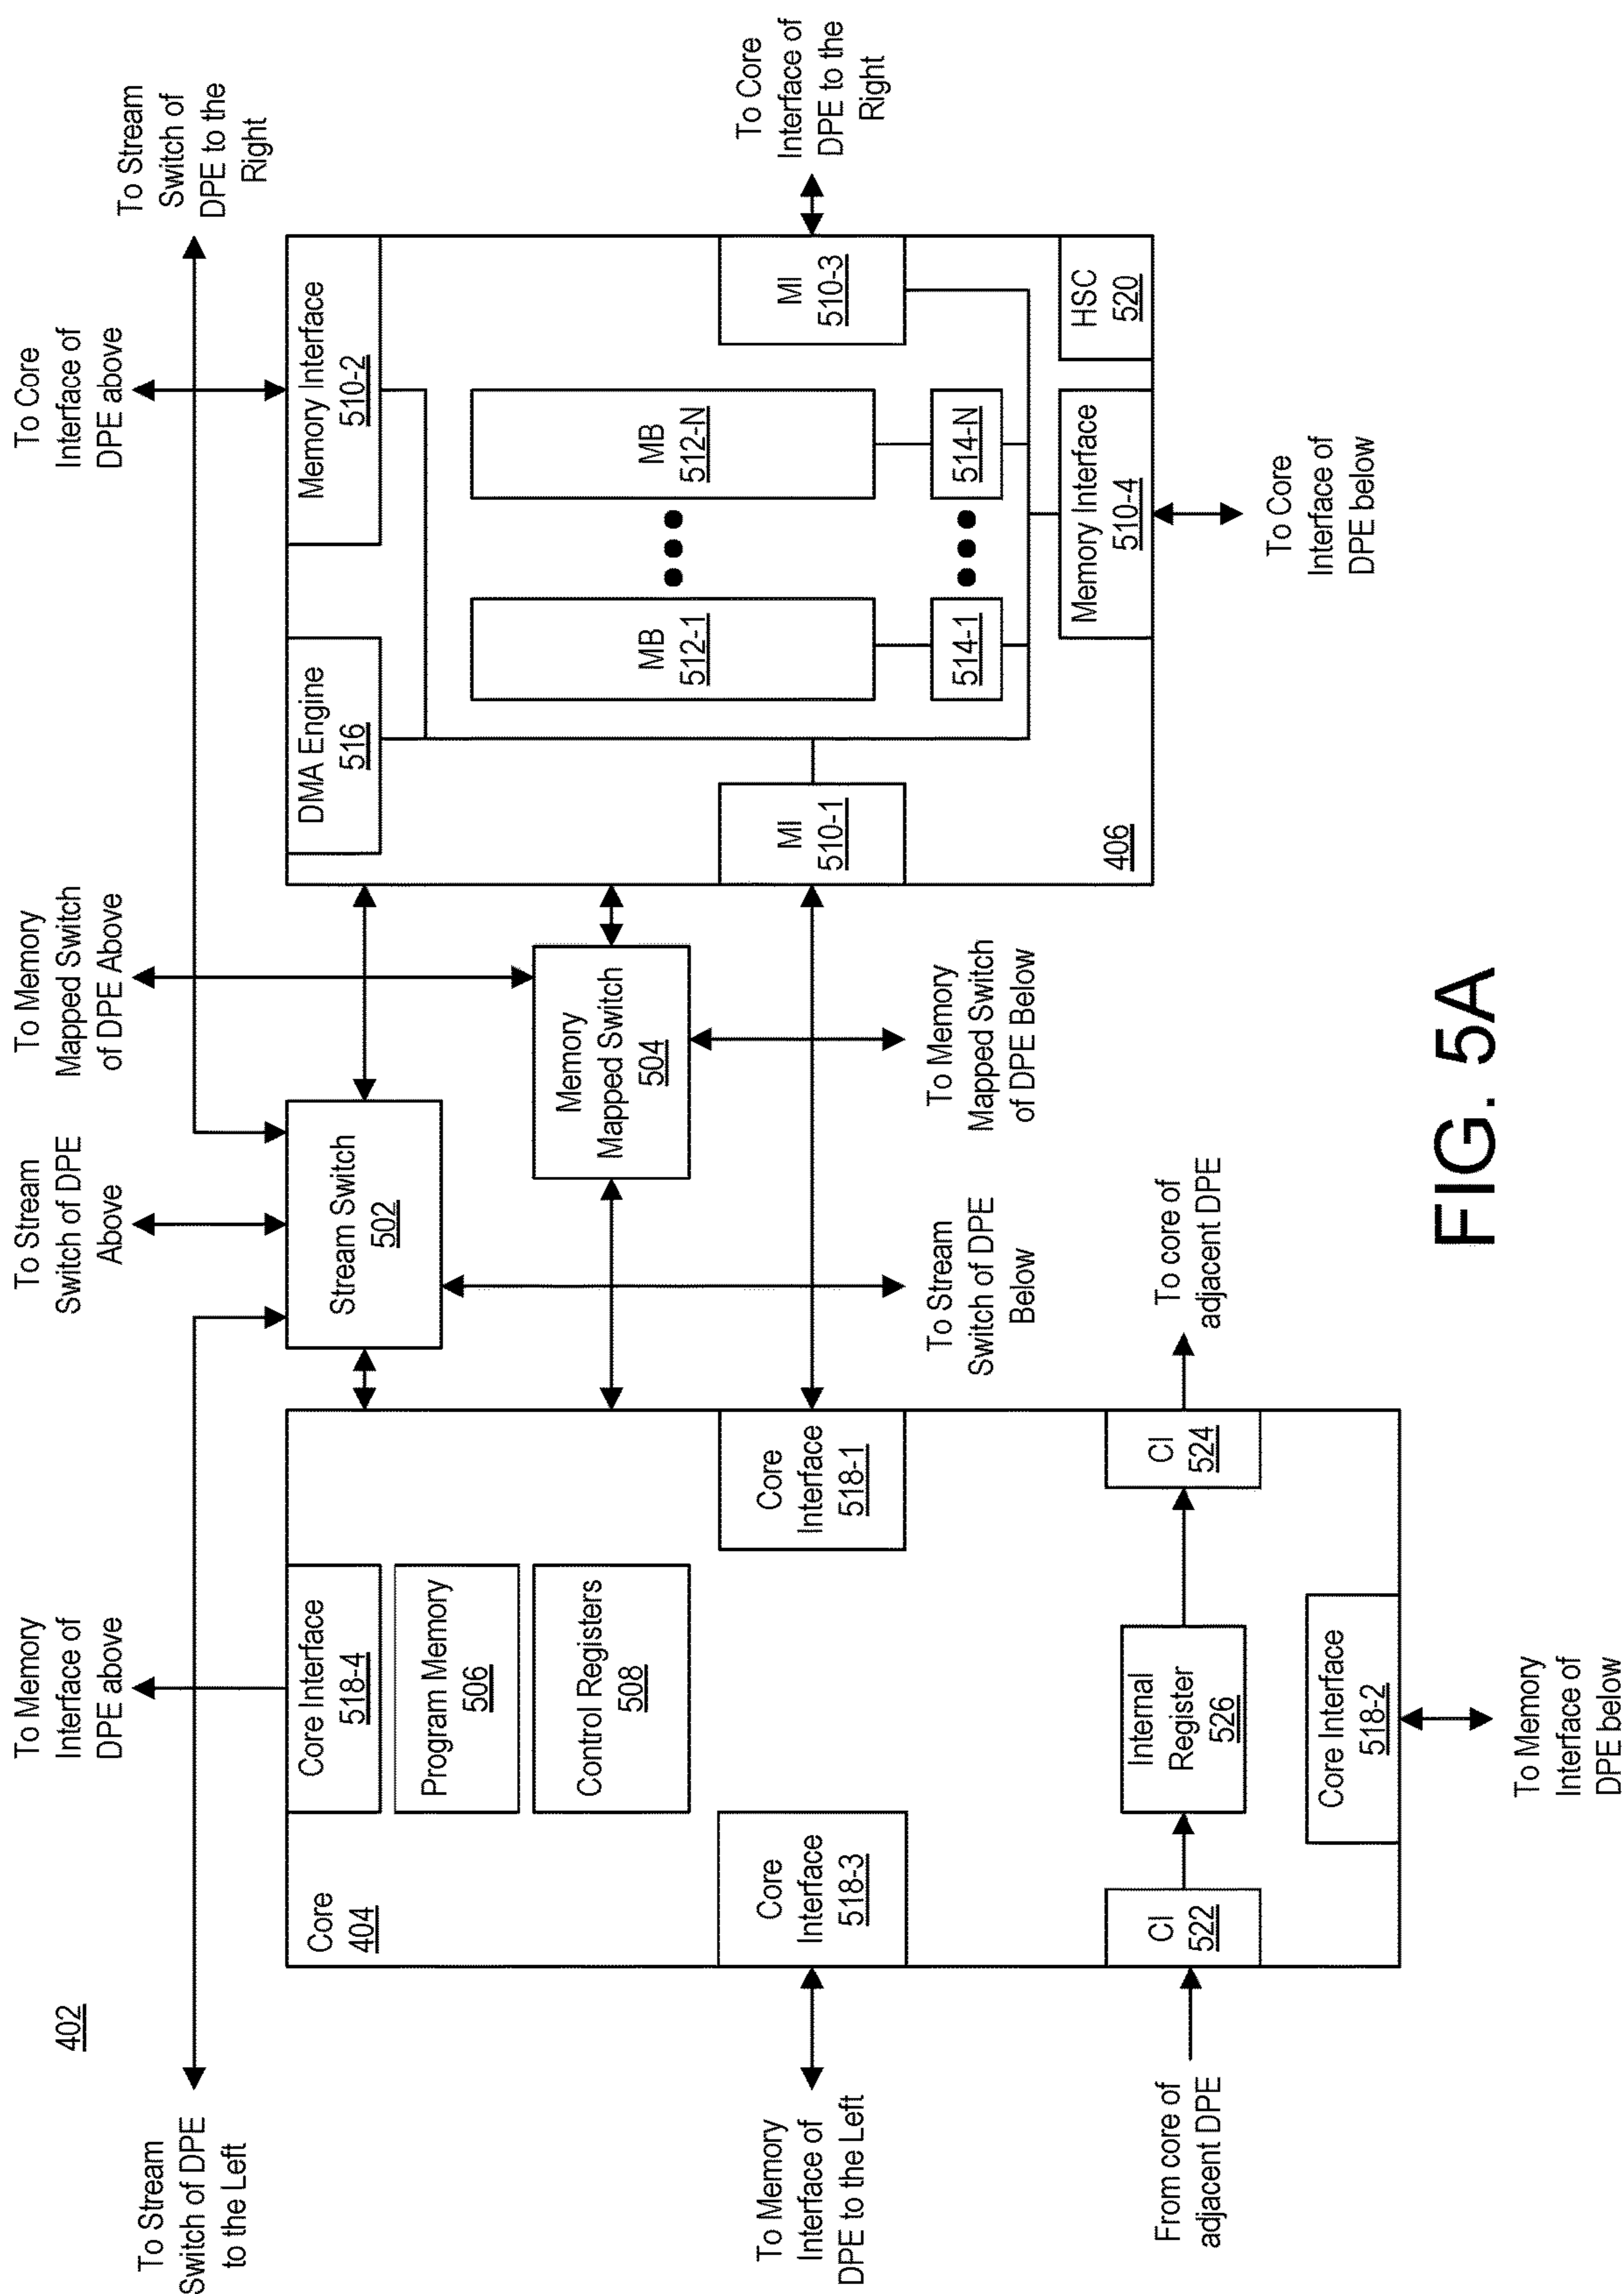 402
To Stream
Switch of DPE
to the Left
To Memory
Interface of
DPE above
To Stream
Switch of DPE
Above
To Memory
Mapped Switch
of DPE Above
To Core
Interface of
DPE above
To Stream
Switch of
DPE to the
Right
Core
404
Core Interface
518-4
Program Memory
506
Control Registers
508
Core
Interface
518-3
Core
Interface
518-1
CI
522
Internal
Register
526
CI
524
Core Interface
518-2
To Memory
Interface of
DPE to the Left
From core of
adjacent DPE
To Memory
Interface of
DPE below
To core of
adjacent DPE
Stream Switch
502
Memory
Mapped Switch
504
To Stream
Switch of DPE
Below
To Memory
Mapped Switch
of DPE Below
DMA Engine
516
Memory Interface
510-2
MI
510-1
MB
512-1
MB
512-N
514-1
514-N
MI
510-3
406
Memory Interface
510-4
HSC
520
To Core
Interface of
DPE to the
Right
To Core
Interface of
DPE below
FIG. 5A